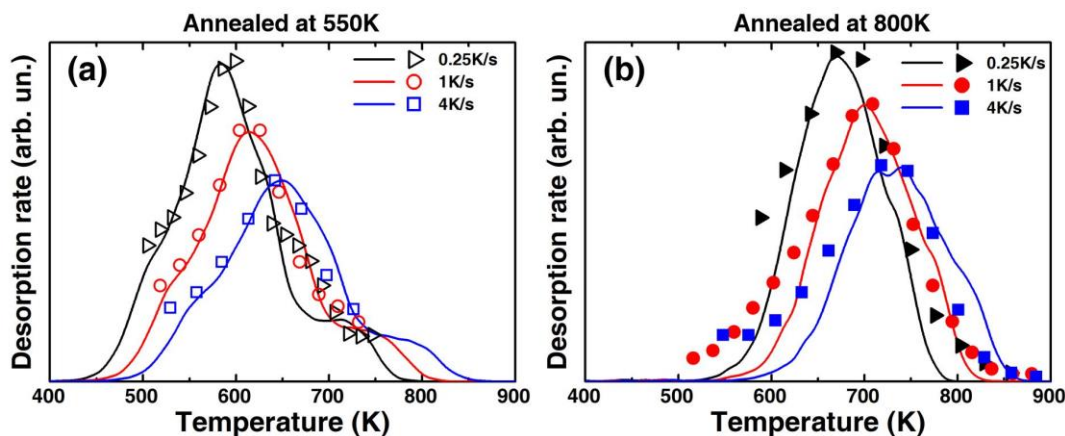 Annealed at 550K
(a)
0.25K/s
1K/s
4K/s
Desorption rate (arb. un.)
400 500 600 700 800 900
Temperature (K)
Annealed at 800K
(b)
0.25K/s
1K/s
4K/s
Desorption rate (arb. un.)
400 500 600 700 800 900
Temperature (K)